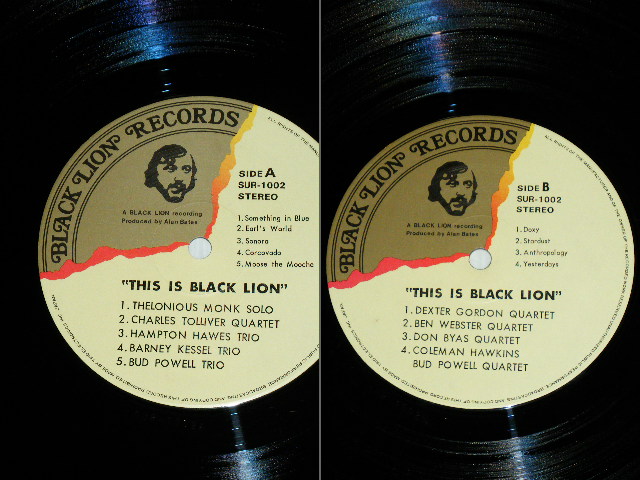 BLACK LION RECORDS
ALL RIGHTS OF THE
SIDE A
SUR-1002
STEREO
A BLACK LION recording
Produced by Alan Bates
1. Something in Blue
2. Earl's World
3. Sonora
4. Corcovado
5. Moose the Mooche
"THIS IS BLACK LION"
1. THELONIOUS MONK SOLO
2. CHARLES TOLLIVER QUARTET
3. HAMPTON HAWES TRIO
4. BARNEY KESSEL TRIO
5. BUD POWELL TRIO
BLACK LION RECORDS
SIDE B
SUR-1002
STEREO
A BLACK LION recording
Produced by Alan Bates
1. Doxy
2. Stardust
3. Anthropology
4. Yesterdays
"THIS IS BLACK LION"
1. DEXTER GORDON QUARTET
2. BEN WEBSTER QUARTET
3. DON BYAS QUARTET
4. COLEMAN HAWKINS
BUD POWELL QUARTET